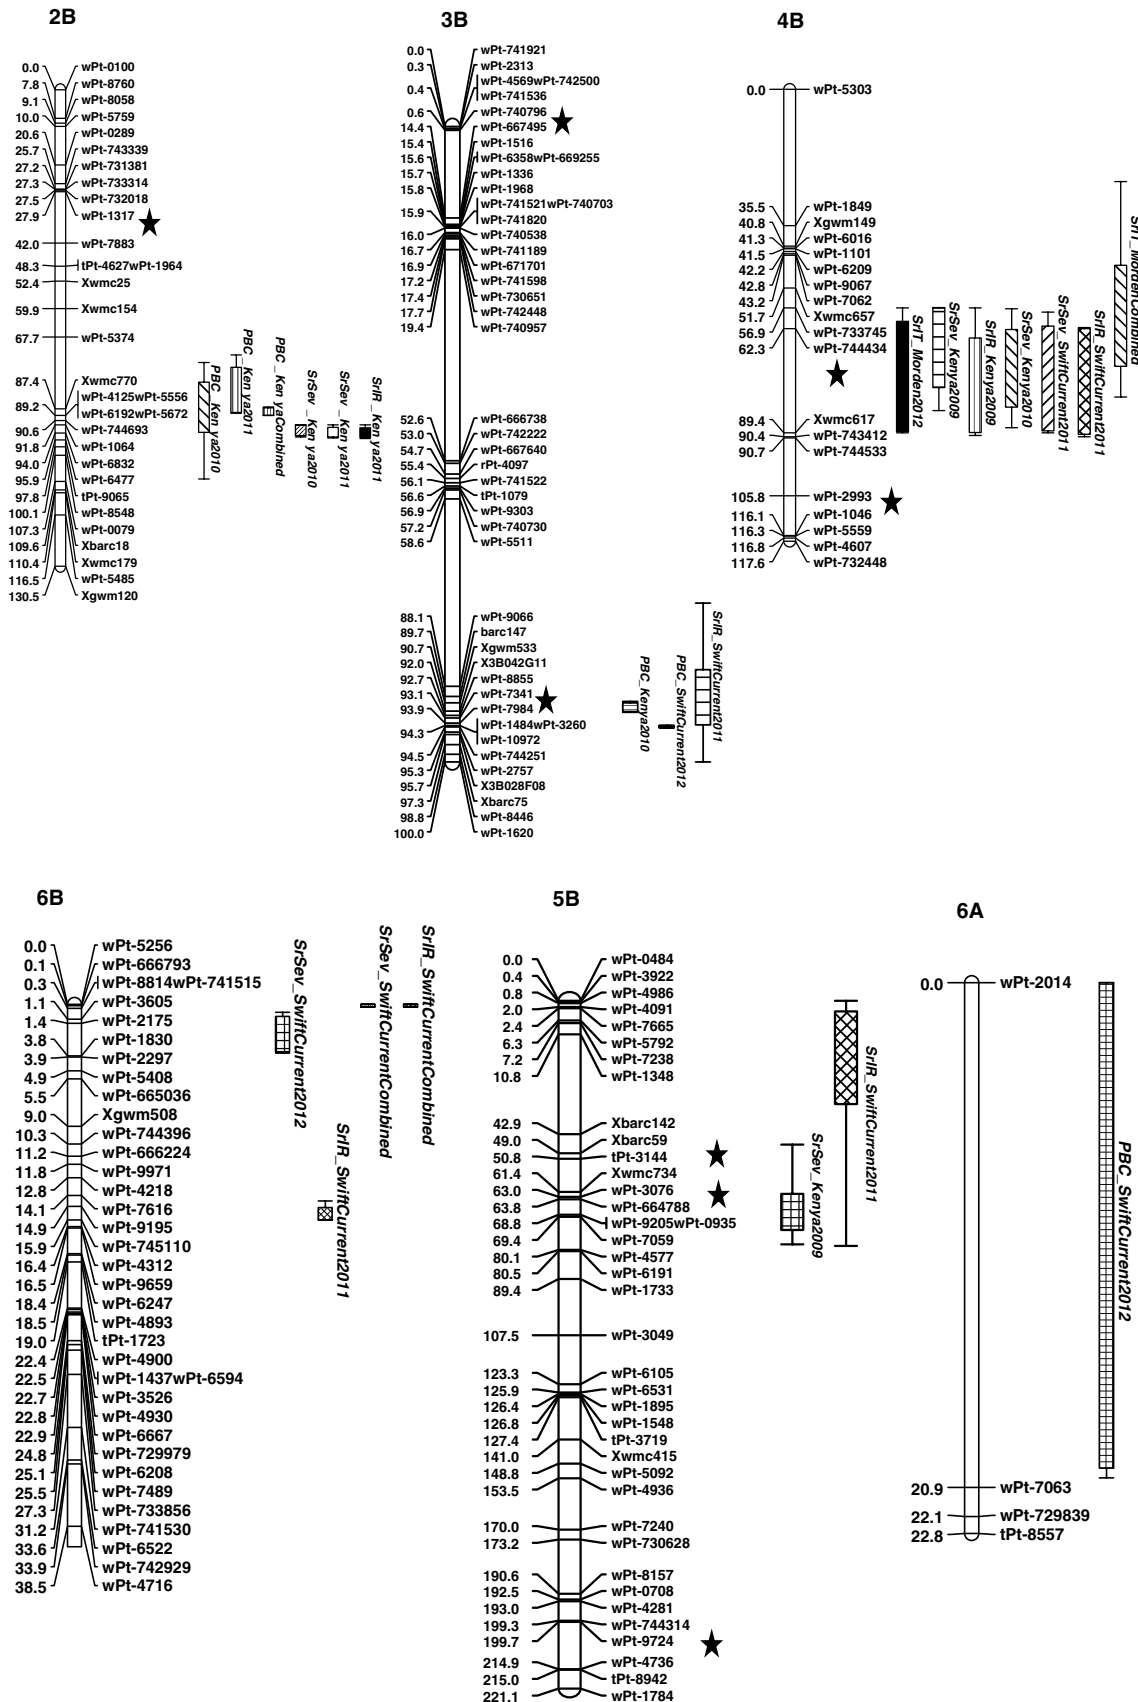 2B
0.0 wPt-0100
7.8 wPt-8760
9.1 wPt-8058
10.0 wPt-5759
20.6 wPt-0289
25.7 wPt-743339
27.2 wPt-731381
27.3 wPt-733314
27.5 wPt-732018
27.9 wPt-1317
42.0 wPt-7883
48.3 tPt-4627wPt-1964
52.4 Xwmc25
59.9 Xwmc154
67.7 wPt-5374
87.4 Xwmc770
wPt-4125wPt-5556
89.2 wPt-6192wPt-5672
90.6 wPt-744693
91.8 wPt-1064
94.0 wPt-6832
95.9 wPt-6477
97.8 tPt-9065
100.1 wPt-8548
107.3 wPt-0079
109.6 Xbarc18
110.4 Xwmc179
116.5 wPt-5485
130.5 Xgwm120
PBC_Ken ya2010
PBC_Ken ya2011
PBC_Ken yaCombined
SrSev_Ken ya2010
SrSev_Ken ya2011
SrIR_Ken ya2011
3B
0.0 wPt-741921
0.3 wPt-2313
wPt-4569wPt-742500
0.4 wPt-741536
0.6 wPt-740796
14.4 wPt-667495
15.4 wPt-1516
15.6 wPt-6358wPt-669255
15.7 wPt-1336
15.8 wPt-1968
wPt-741521wPt-740703
15.9 wPt-741820
16.0 wPt-740538
16.7 wPt-741189
16.9 wPt-671701
17.2 wPt-741598
17.4 wPt-730651
17.7 wPt-742448
19.4 wPt-740957
52.6 wPt-666738
53.0 wPt-742222
54.7 wPt-667640
55.4 rPt-4097
56.1 wPt-741522
56.6 tPt-1079
56.9 wPt-9303
57.2 wPt-740730
58.6 wPt-5511
88.1 wPt-9066
89.7 barc147
90.7 Xgwm533
92.0 X3B042G11
92.7 wPt-8855
93.1 wPt-7341
93.9 wPt-7984
wPt-1484wPt-3260
94.3 wPt-10972
94.5 wPt-744251
95.3 wPt-2757
95.7 X3B028F08
97.3 Xbarc75
98.8 wPt-8446
100.0 wPt-1620
PBC_Kenya2010
PBC_SwiftCurrent2012
SrIR_SwiftCurrent2011
4B
0.0 wPt-5303
35.5 wPt-1849
40.8 Xgwm149
41.3 wPt-6016
41.5 wPt-1101
42.2 wPt-6209
42.8 wPt-9067
43.2 wPt-7062
51.7 Xwmc657
56.9 wPt-733745
62.3 wPt-744434
89.4 Xwmc617
90.4 wPt-743412
90.7 wPt-744533
105.8 wPt-2993
116.1 wPt-1046
116.3 wPt-5559
116.8 wPt-4607
117.6 wPt-732448
SrIT_Morden2012
SrSev_Kenya2009
SrIR_Kenya2009
SrSev_Kenya2010
SrSev_SwiftCurrent2011
SrIR_SwiftCurrent2011
SrIT_MordenCombined
6B
0.0 wPt-5256
0.1 wPt-666793
0.3 wPt-8814wPt-741515
1.1 wPt-3605
1.4 wPt-2175
3.8 wPt-1830
3.9 wPt-2297
4.9 wPt-5408
5.5 wPt-665036
9.0 Xgwm508
10.3 wPt-744396
11.2 wPt-666224
11.8 wPt-9971
12.8 wPt-4218
14.1 wPt-7616
14.9 wPt-9195
15.9 wPt-745110
16.4 wPt-4312
16.5 wPt-9659
18.4 wPt-6247
18.5 wPt-4893
19.0 tPt-1723
22.4 wPt-4900
22.5 wPt-1437wPt-6594
22.7 wPt-3526
22.8 wPt-4930
22.9 wPt-6667
24.8 wPt-729979
25.1 wPt-6208
25.5 wPt-7489
27.3 wPt-733856
31.2 wPt-741530
33.6 wPt-6522
33.9 wPt-742929
38.5 wPt-4716
SrSev_SwiftCurrent2012
SrIR_SwiftCurrent2011
SrSev_SwiftCurrentCombined
SrIR_SwiftCurrentCombined
5B
0.0 wPt-0484
0.4 wPt-3922
0.8 wPt-4986
2.0 wPt-4091
2.4 wPt-7665
6.3 wPt-5792
7.2 wPt-7238
10.8 wPt-1348
42.9 Xbarc142
49.0 Xbarc59
50.8 tPt-3144
61.4 Xwmc734
63.0 wPt-3076
63.8 wPt-664788
68.8 wPt-9205wPt-0935
69.4 wPt-7059
80.1 wPt-4577
80.5 wPt-6191
89.4 wPt-1733
107.5 wPt-3049
123.3 wPt-6105
125.9 wPt-6531
126.4 wPt-1895
126.8 wPt-1548
127.4 tPt-3719
141.0 Xwmc415
148.8 wPt-5092
153.5 wPt-4936
170.0 wPt-7240
173.2 wPt-730628
190.6 wPt-8157
192.5 wPt-0708
193.0 wPt-4281
199.3 wPt-744314
199.7 wPt-9724
214.9 wPt-4736
215.0 tPt-8942
221.1 wPt-1784
SrSev_Kenya2009
SrIR_SwiftCurrent2011
6A
0.0 wPt-2014
20.9 wPt-7063
22.1 wPt-729839
22.8 tPt-8557
PBC_SwiftCurrent2012